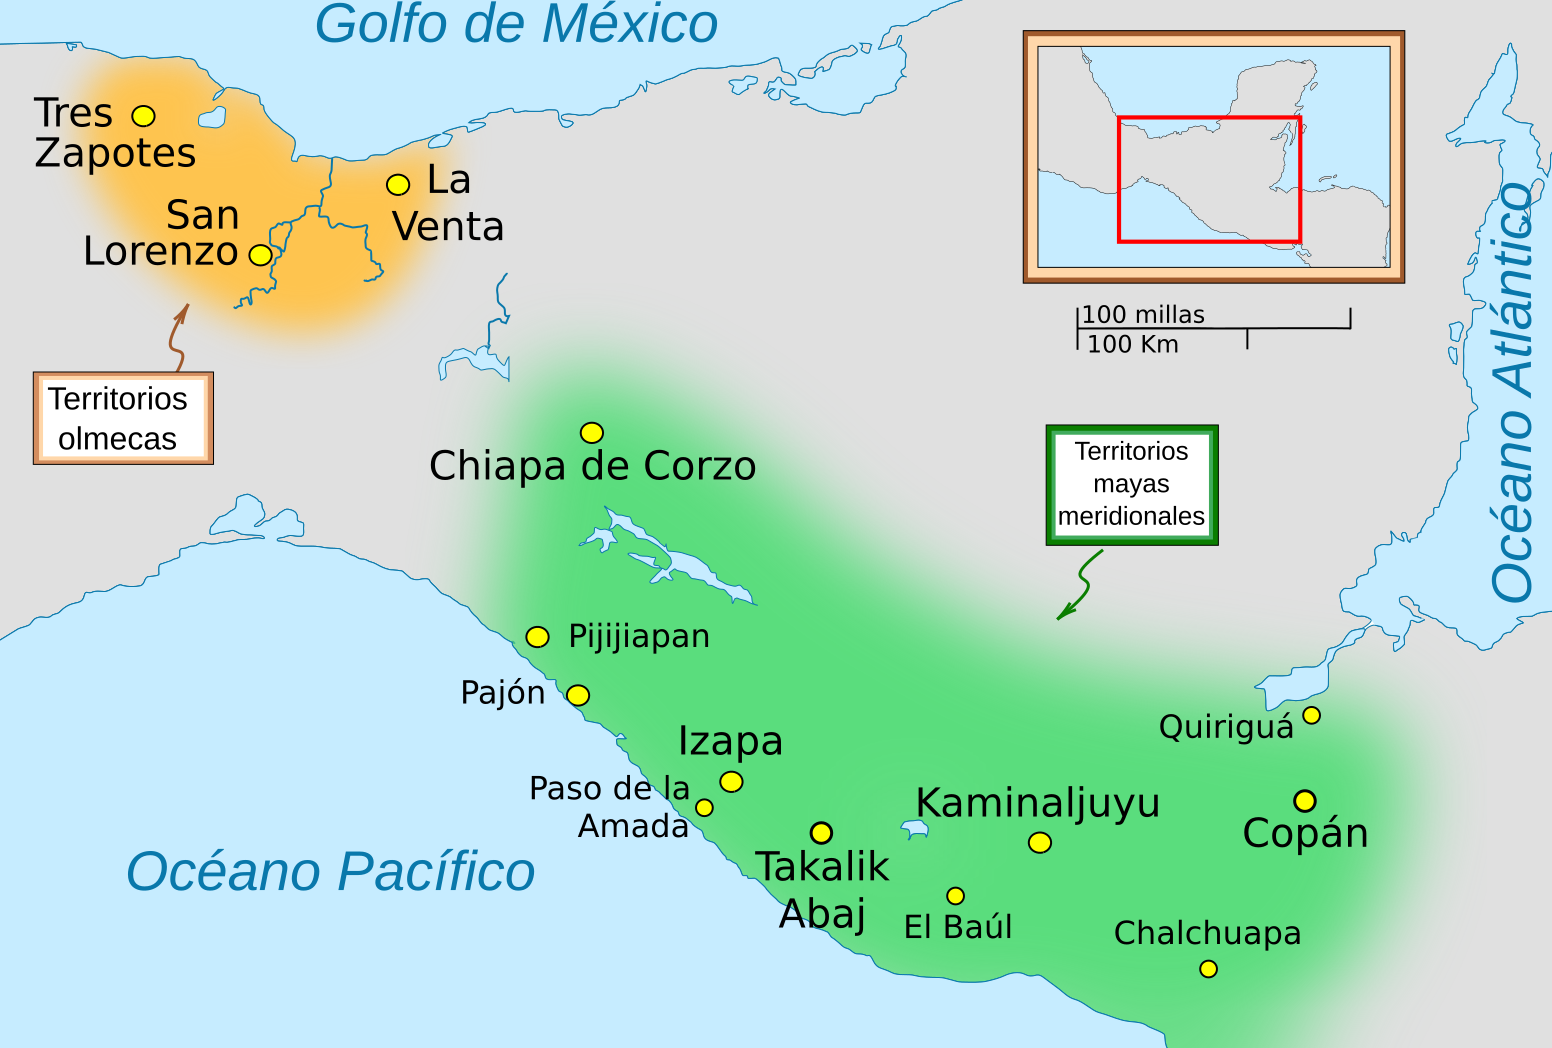 Golfo de México
Tres
Zapotes
La
Venta
San
Lorenzo
100 millas
100 Km
Océano Atlántico
Territorios
olmecas
Territorios
mayas
meridionales
Chiapa de Corzo
Pijijiapan
Pajón
Izapa
Quiriguá
Paso de la
Amada
Kaminaljuyu
Copán
Takalik
Abaj
Océano Pacífico
El Baúl
Chalchuapa